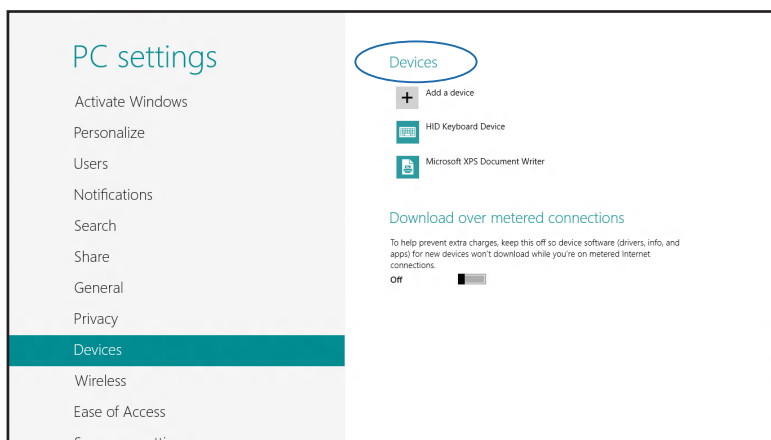 PC settings
Activate Windows
Personalize
Users
Notifications
Search
Share
General
Privacy
Devices
Wireless
Ease of Access
Devices
Add a device
HID Keyboard Device
Microsoft XPS Document Writer
Download over metered connections
To help prevent extra charges, keep this off so device software (drivers, info, and
apps) for new devices won't download while you're on metered Internet
connections.
Off